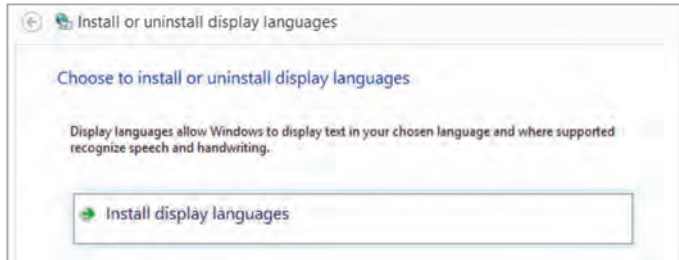 Install or uninstall display languages
Choose to install or uninstall display languages
Display languages allow Windows to display text in your chosen language and where supported
recognize speech and handwriting.
Install display languages